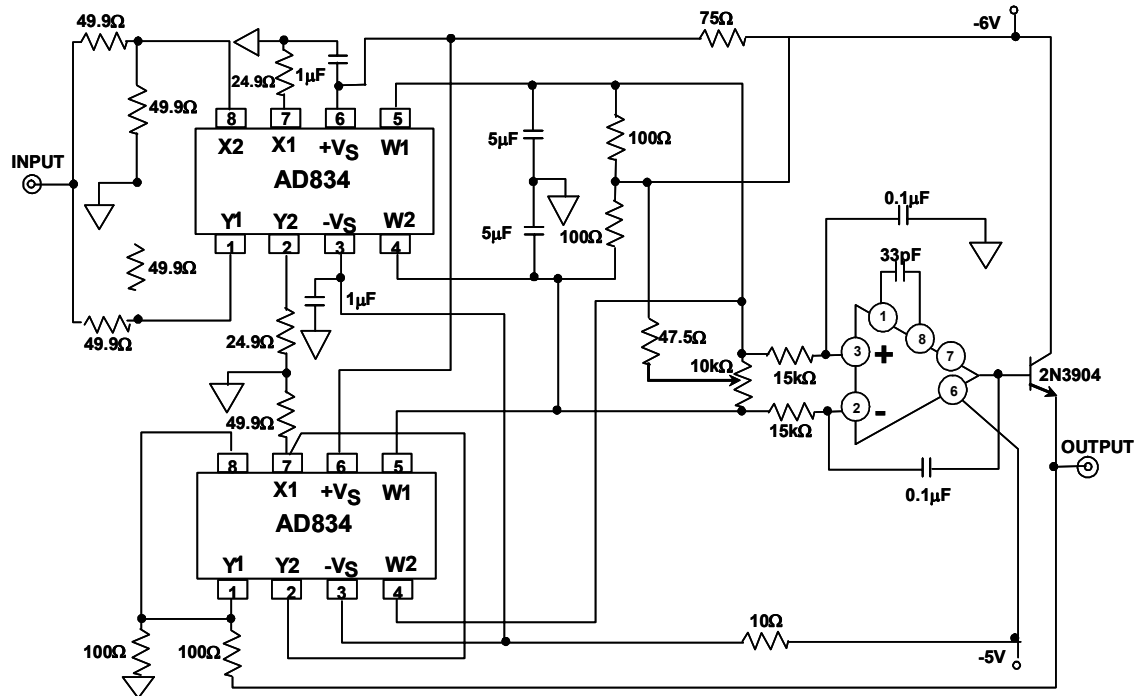 49.9Ω
75Ω
-6V
24.9Ω
1µF
49.9Ω
8 7 6 5
X2 X1 +VS W1
100Ω
5µF
INPUT
AD834
0.1µF
Y1 Y2 -VS W2
5µF
100Ω
1 2 3 4
33pF
49.9Ω
1µF
1
8
47.5Ω
49.9Ω
24.9Ω
3
+
7
10kΩ
15kΩ
2N3904
6
2
-
49.9Ω
15kΩ
OUTPUT
8 7 6 5
X1 +VS W1
0.1µF
AD834
Y1 Y2 -VS W2
1 2 3 4
10Ω
100Ω
100Ω
-5V